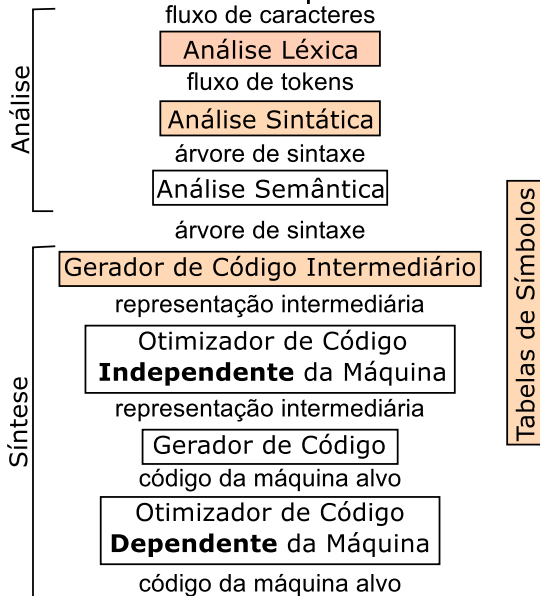 fluxo de caracteres
Análise Léxica
fluxo de tokens
Análise Sintática
árvore de sintaxe
Análise Semântica
árvore de sintaxe
Gerador de Código Intermediário
representação intermediária
Otimizador de Código
Independente da Máquina
representação intermediária
Gerador de Código
código da máquina alvo
Otimizador de Código
Dependente da Máquina
código da máquina alvo
Análise
Síntese
Tabelas de Símbolos